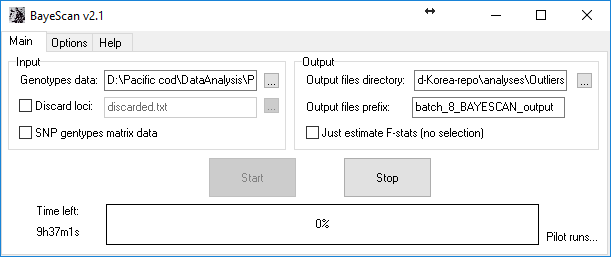 BayeScan v2.1
Main Options Help
Input
Genotypes data: D:\Pacific cod\DataAnalysis\P ...
Discard loci: discarded.txt ...
SNP gentypes matrix data
Output
Output files directory: d-Korea-repo\analyses\Outliers ...
Output files prefix: batch_8_BAYESCAN_output
Just estimate F-stats (no selection)
Start Stop
Time left:
9h37m1s
0%
Pilot runs...